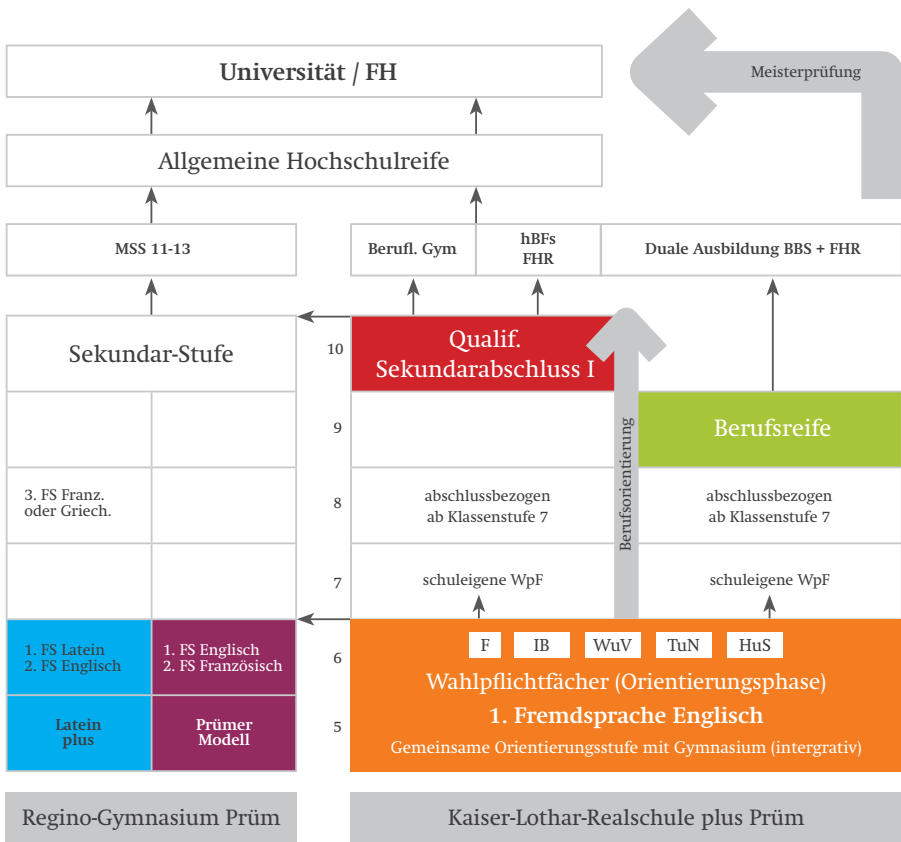 Universität / FH
Meisterprüfung
Allgemeine Hochschulreife
MSS 11-13
Berufl. Gym
hBFs
FHR
Duale Ausbildung BBS + FHR
Sekundar-Stufe
10
Qualif.
Sekundarabschluss I
9
Berufsreife
Berufsorientierung
3. FS Franz.
oder Griech.
8
abschlussbezogen
ab Klassenstufe 7
abschlussbezogen
ab Klassenstufe 7
7
schuleigene WpF
schuleigene WpF
1. FS Latein
2. FS Englisch
1. FS Englisch
2. FS Französisch
6
F
IB
WuV
TuN
HuS
Wahlpflichtfächer (Orientierungsphase)
Latein
plus
Prümer
Modell
5
1. Fremdsprache Englisch
Gemeinsame Orientierungsstufe mit Gymnasium (intergrativ)
Regino-Gymnasium Prüm
Kaiser-Lothar-Realschule plus Prüm